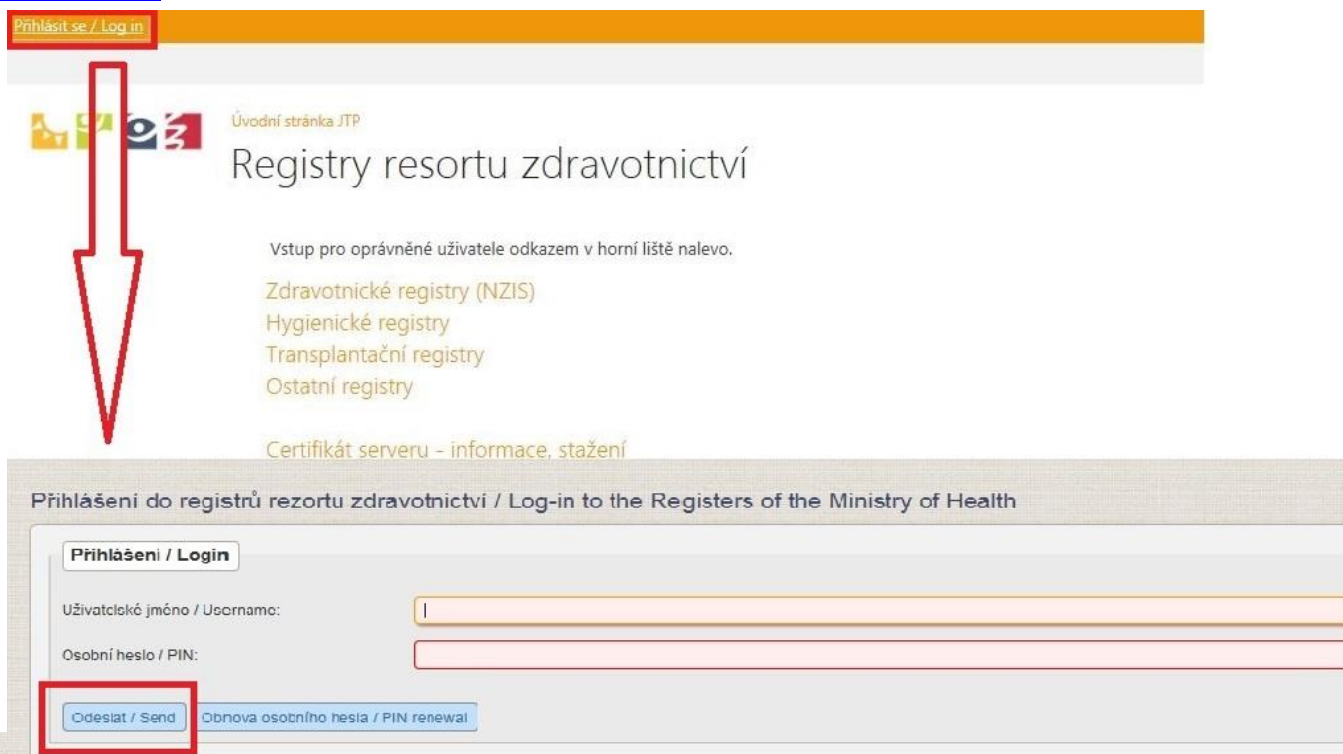 Přihlásit se / Log in
Úvodní stránka JTP
Registry resortu zdravotnictví
Vstup pro oprávněné uživatele odkazem v horní liště nalevo.
Zdravotnické registry (NZIS)
Hygienické registry
Transplantační registry
Ostatní registry
Certifikát serveru - informace, stažení
Přihlášení do registrů rezortu zdravotnictví / Log-in to the Registers of the Ministry of Health
Přihlášení / Login
Uživatelské jméno / Username:
Osobní heslo / PIN:
Odeslat / Send Obnova osobního hesla / PIN renewal